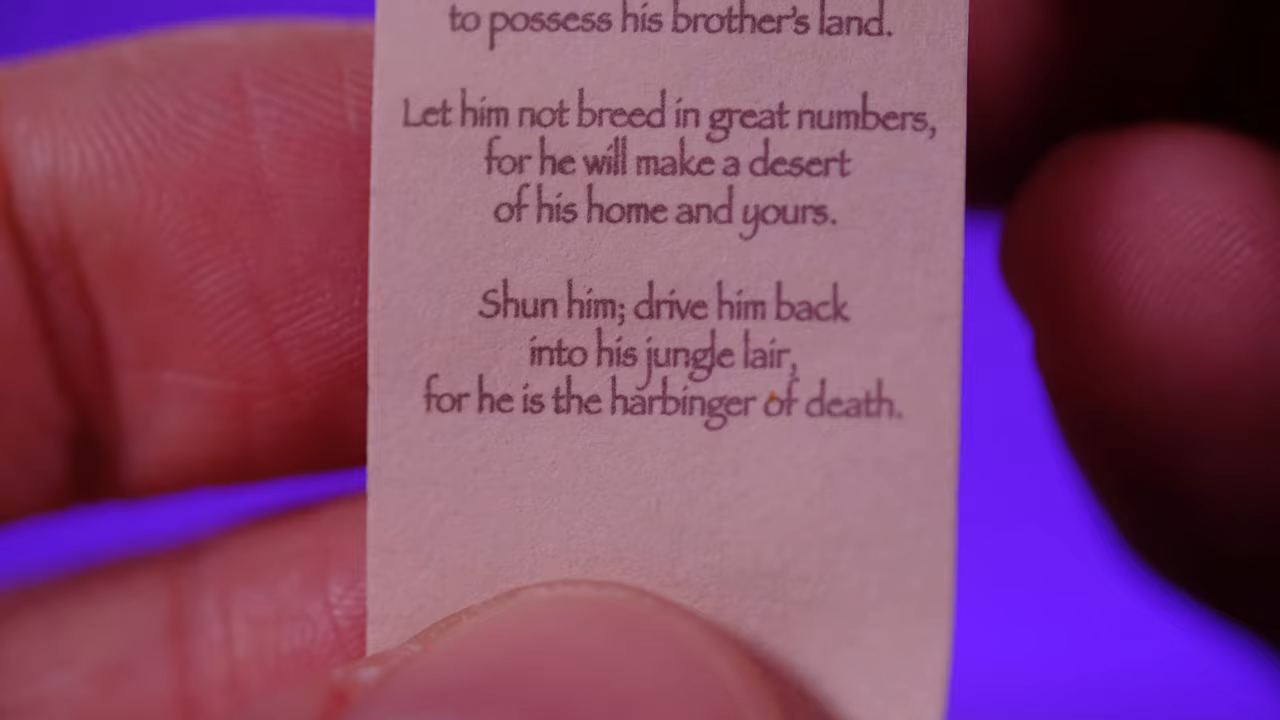 to possess his brother's land.
Let him not breed in great numbers,
for he will make a desert
of his home and yours.
Shun him; drive him back
into his jungle lair,
for he is the harbinger of death.